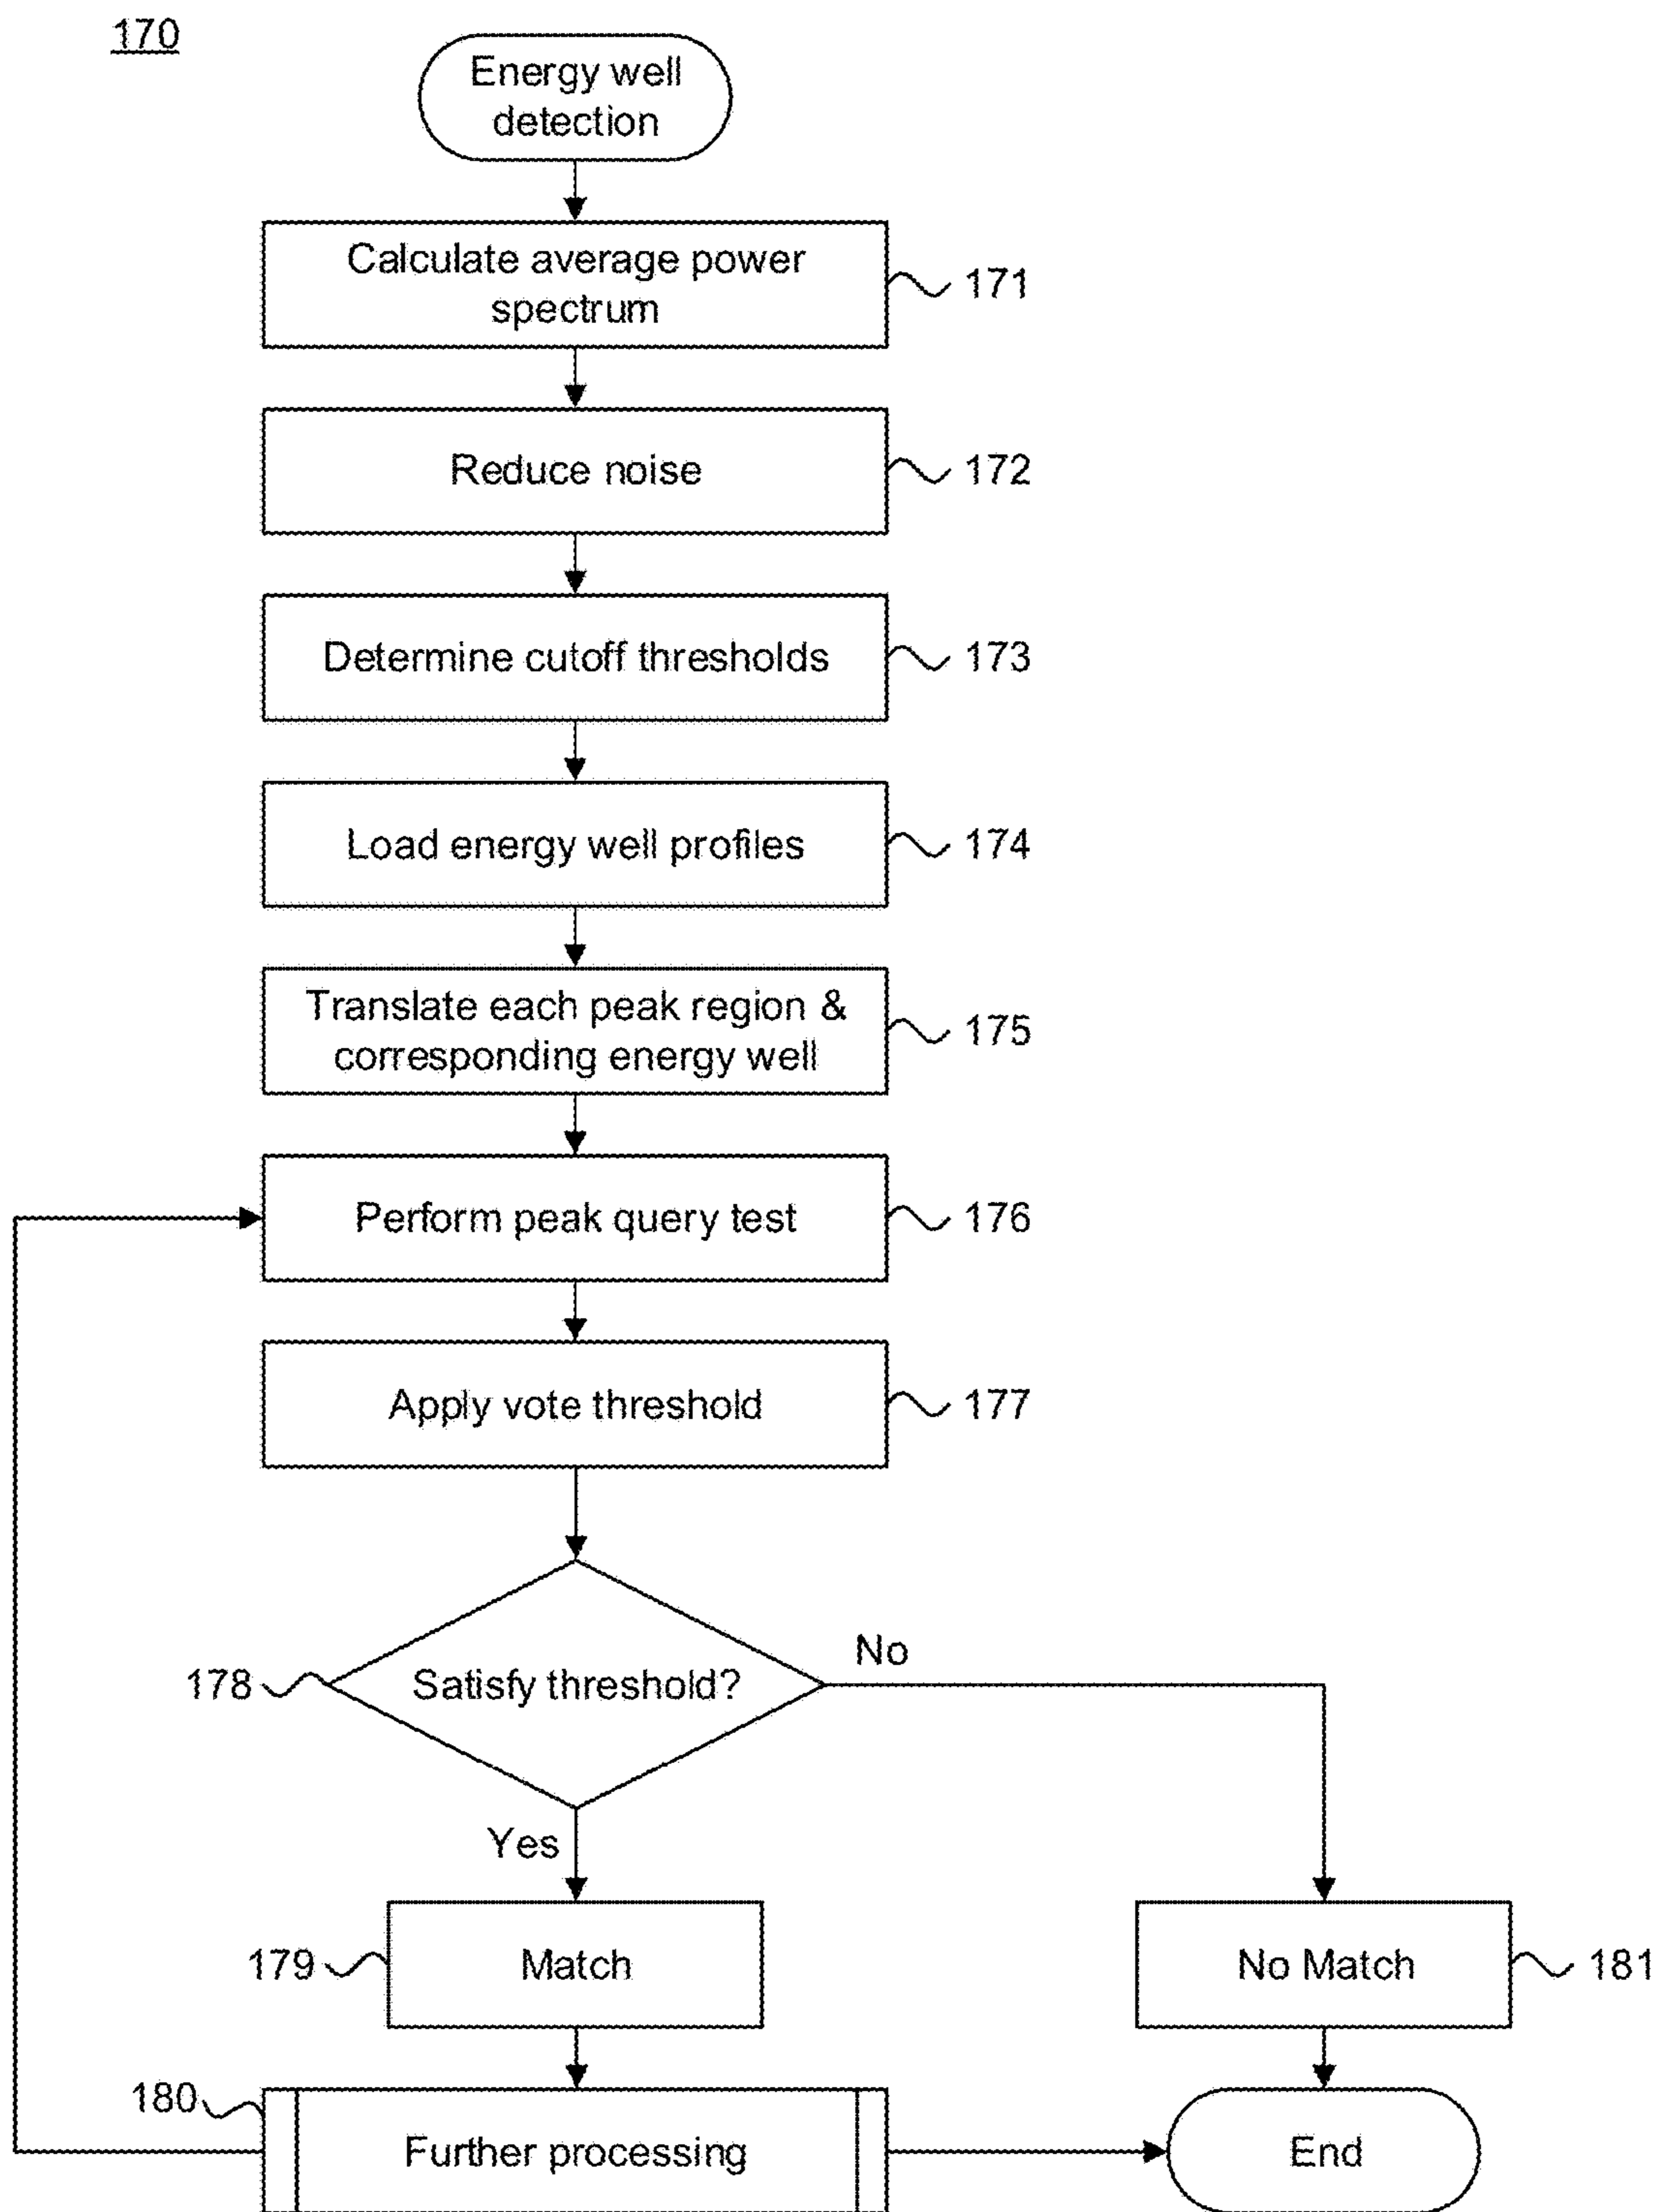 170
Energy well
detection
Calculate average power
spectrum
171
Reduce noise
172
Determine cutoff thresholds
173
Load energy well profiles
174
Translate each peak region &
corresponding energy well
175
Perform peak query test
176
Apply vote threshold
177
178
Satisfy threshold?
No
Yes
179
Match
No Match
181
180
Further processing
End